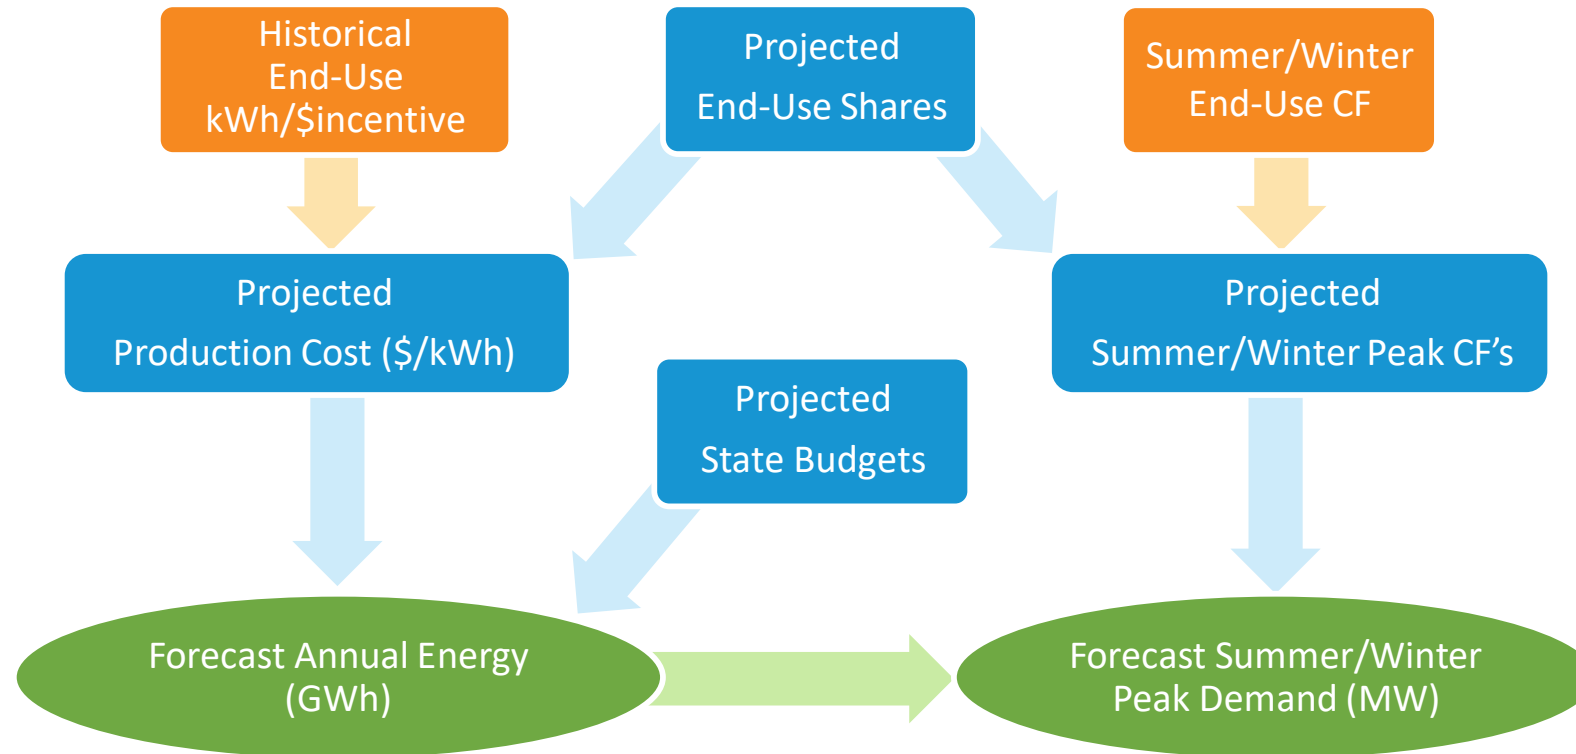 Historical
End-Use
kWh/$incentive
Projected
End-Use Shares
Summer/Winter
End-Use CF
Projected
Production Cost ($/kWh)
Projected
Summer/Winter Peak CF’s
Projected
State Budgets
Forecast Annual Energy
(GWh)
Forecast Summer/Winter
Peak Demand (MW)